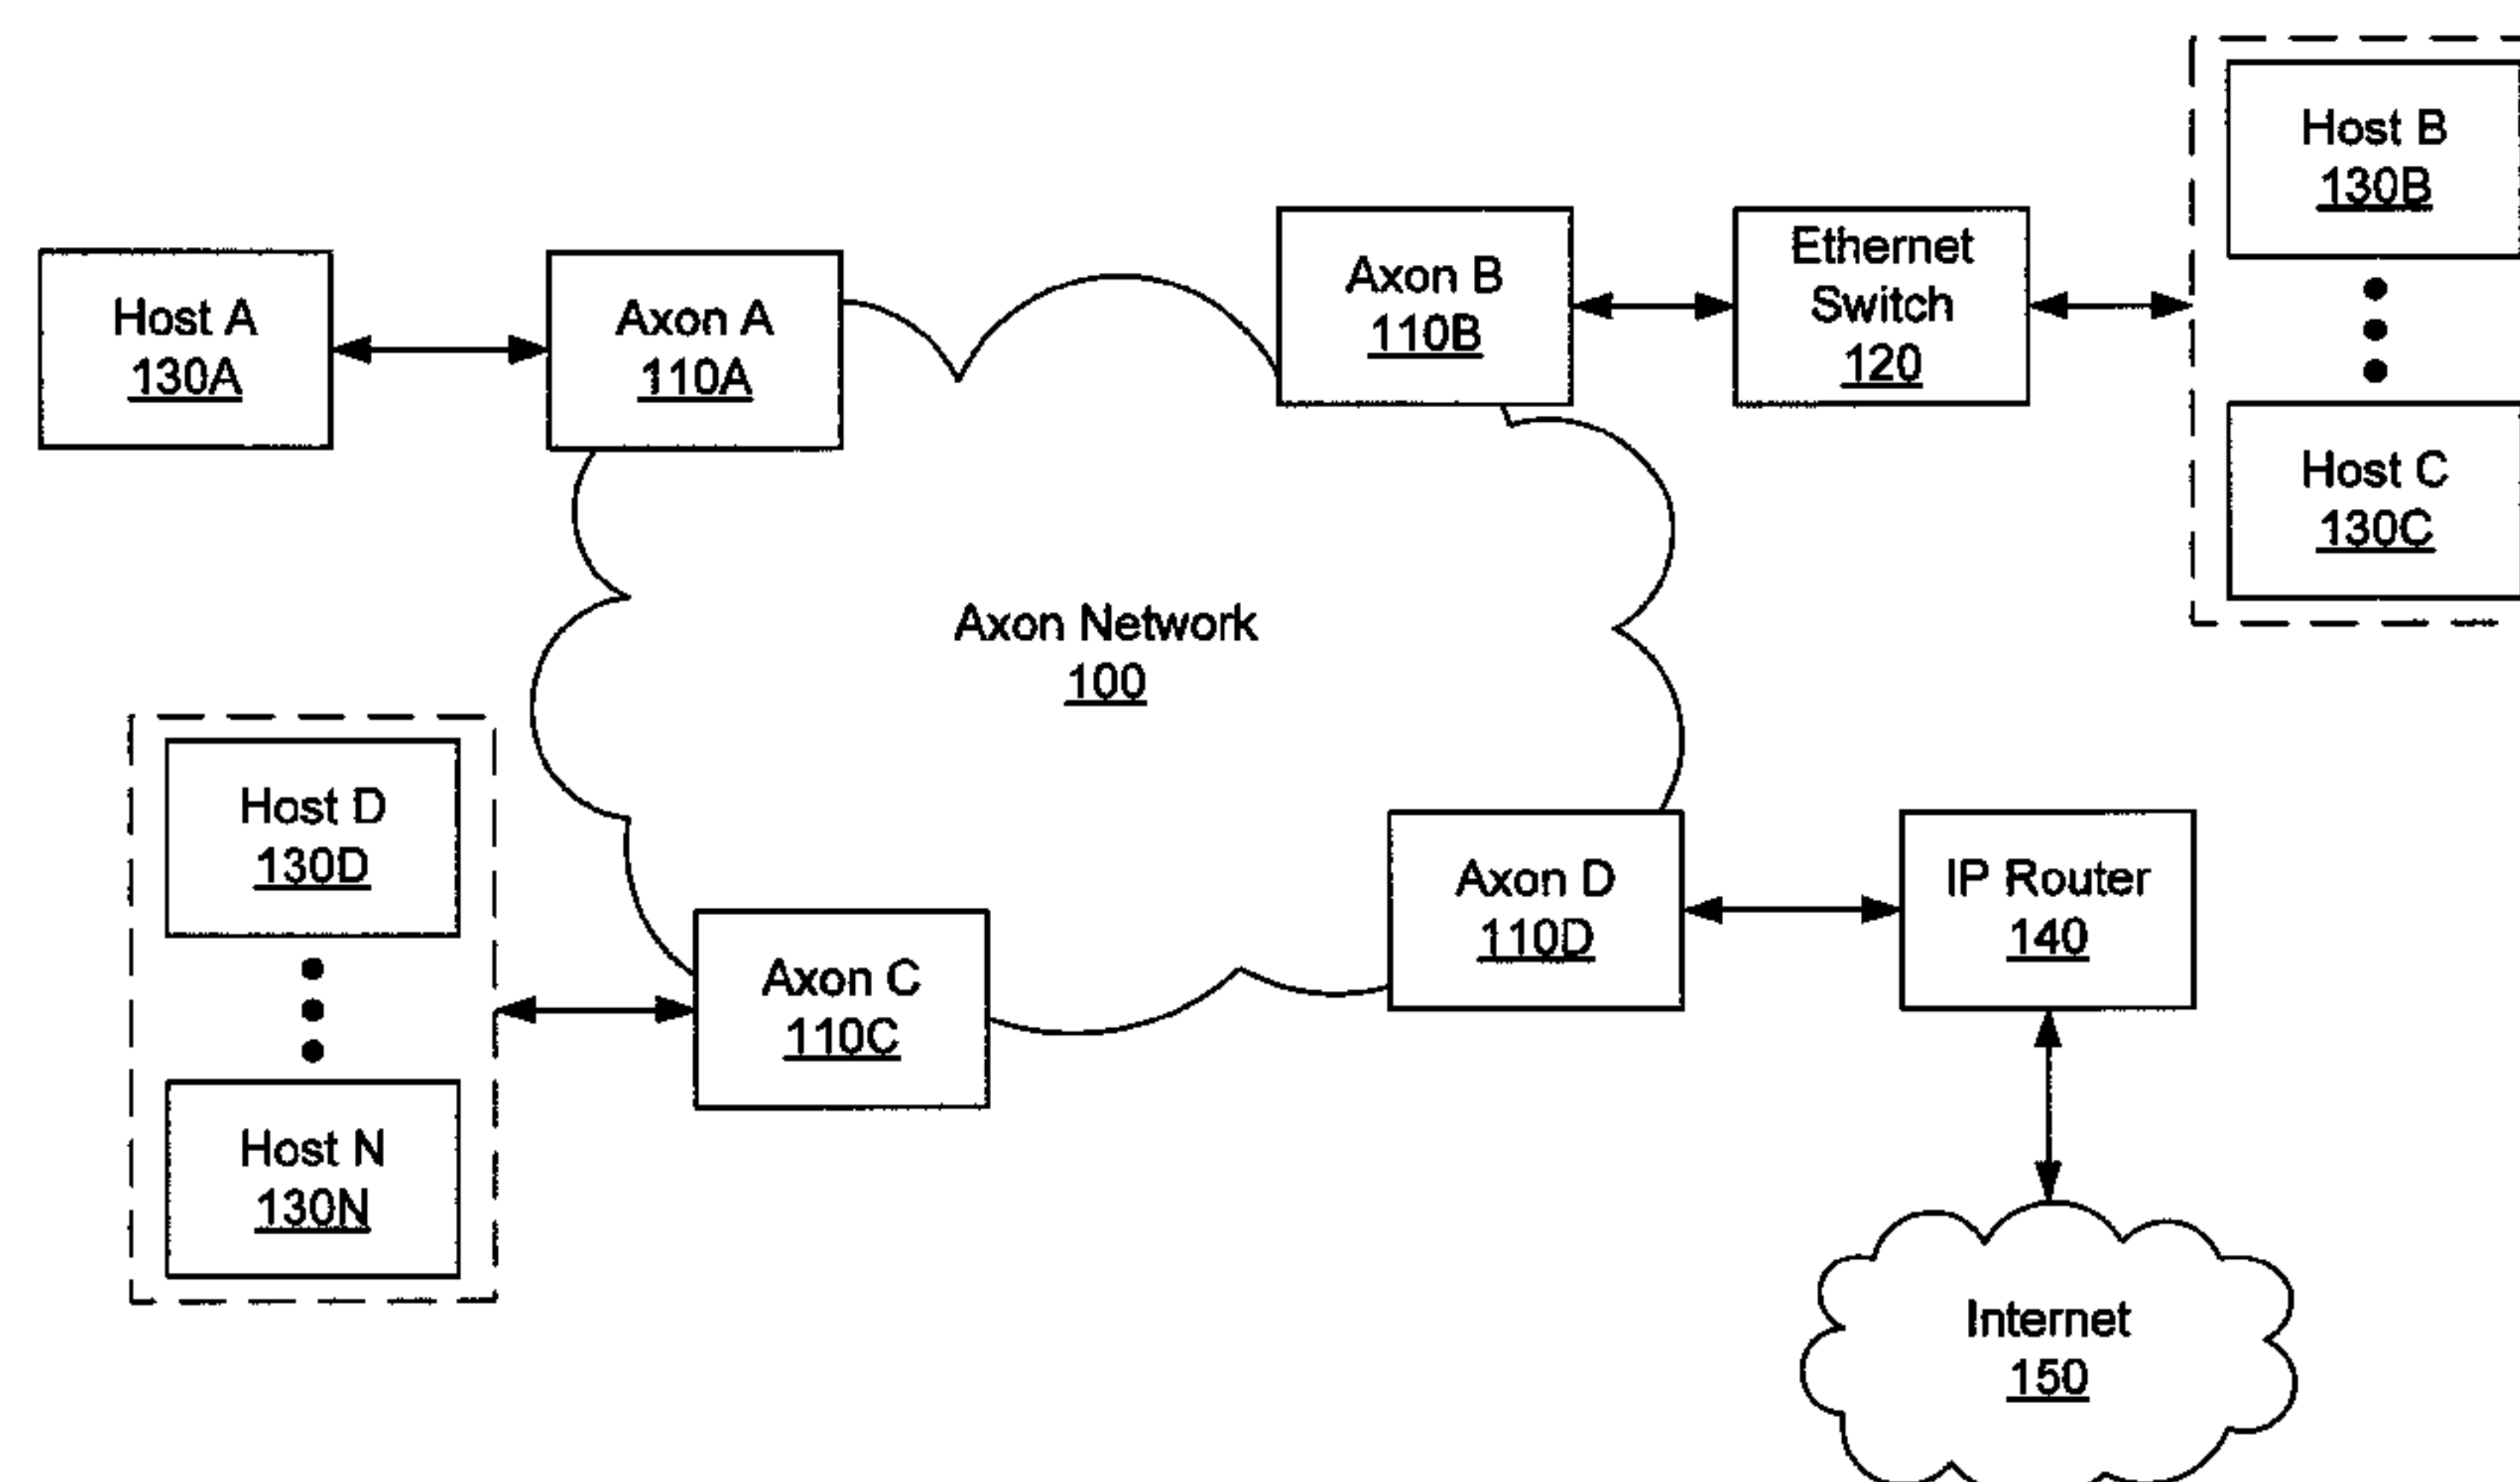 Host B
130B
Ethernet
Switch
120
Axon B
110B
Host A
130A
Axon A
110A
Host C
130C
Axon Network
100
Host D
130D
Axon D
110D
IP Router
140
Axon C
110C
Host N
130N
Internet
150